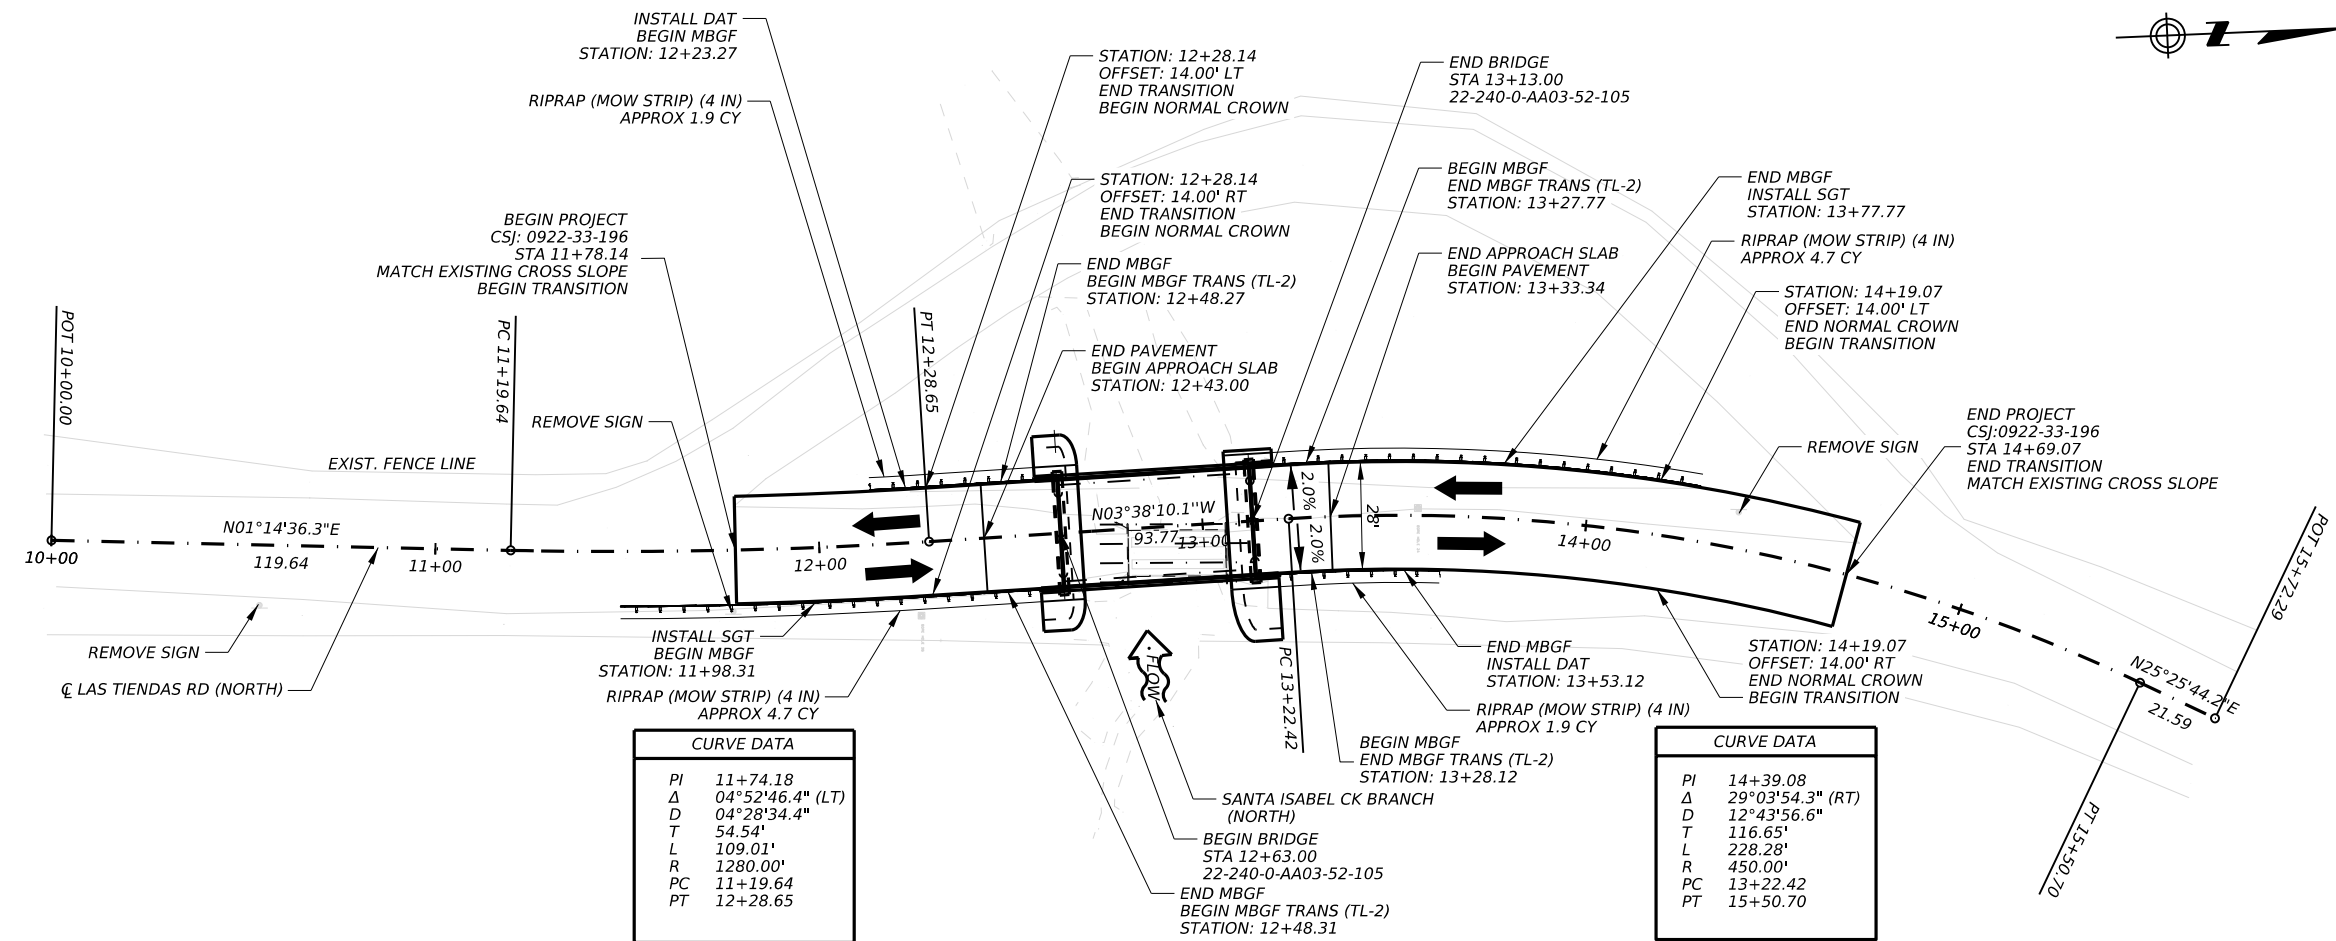 INSTALL DAT
BEGIN MBGF
STATION: 12+23.27
RIPRAP (MOW STRIP) (4 IN)
APPROX 1.9 CY
STATION: 12+28.14
OFFSET: 14.00' LT
END TRANSITION
BEGIN NORMAL CROWN
END BRIDGE
STA 13+13.00
22-240-0-AA03-52-105
Z
BEGIN PROJECT
CSJ: 0922-33-196
STA 11+78.14
MATCH EXISTING CROSS SLOPE
BEGIN TRANSITION
STATION: 12+28.14
OFFSET: 14.00' RT
END TRANSITION
BEGIN NORMAL CROWN
BEGIN MBGF
END MBGF TRANS (TL-2)
STATION: 13+27.77
END MBGF
INSTALL SGT
STATION: 13+77.77
RIPRAP (MOW STRIP) (4 IN)
APPROX 4.7 CY
END MBGF
BEGIN MBGF TRANS (TL-2)
STATION: 12+48.27
END APPROACH SLAB
BEGIN PAVEMENT
STATION: 13+33.34
STATION: 14+19.07
OFFSET: 14.00' LT
END NORMAL CROWN
BEGIN TRANSITION
POT 10+00.00
PC 11+19.64
PT 12+28.65
END PAVEMENT
BEGIN APPROACH SLAB
STATION: 12+43.00
REMOVE SIGN
EXIST. FENCE LINE
REMOVE SIGN
END PROJECT
CSJ:0922-33-196
STA 14+69.07
END TRANSITION
MATCH EXISTING CROSS SLOPE
N01°14'36.3"E
119.64
10+00
11+00
12+00
N03°38'10.1"W
93.77
13+00
2.0%
2.0%
28'
14+00
15+00
N25°25'44.2"E
21.59
POT 15+72.29
PT 15+50.70
REMOVE SIGN
℄ LAS TIENDAS RD (NORTH)
INSTALL SGT
BEGIN MBGF
STATION: 11+98.31
RIPRAP (MOW STRIP) (4 IN)
APPROX 4.7 CY
FLOW
PC 13+22.42
END MBGF
INSTALL DAT
STATION: 13+53.12
RIPRAP (MOW STRIP) (4 IN)
APPROX 1.9 CY
STATION: 14+19.07
OFFSET: 14.00' RT
END NORMAL CROWN
BEGIN TRANSITION
BEGIN MBGF
END MBGF TRANS (TL-2)
STATION: 13+28.12
SANTA ISABEL CK BRANCH
(NORTH)
BEGIN BRIDGE
STA 12+63.00
22-240-0-AA03-52-105
END MBGF
BEGIN MBGF TRANS (TL-2)
STATION: 12+48.31
CURVE DATA
PI 11+74.18
Δ 04°52'46.4" (LT)
D 04°28'34.4"
T 54.54'
L 109.01'
R 1280.00'
PC 11+19.64
PT 12+28.65
CURVE DATA
PI 14+39.08
Δ 29°03'54.3" (RT)
D 12°43'56.6"
T 116.65'
L 228.28'
R 450.00'
PC 13+22.42
PT 15+50.70